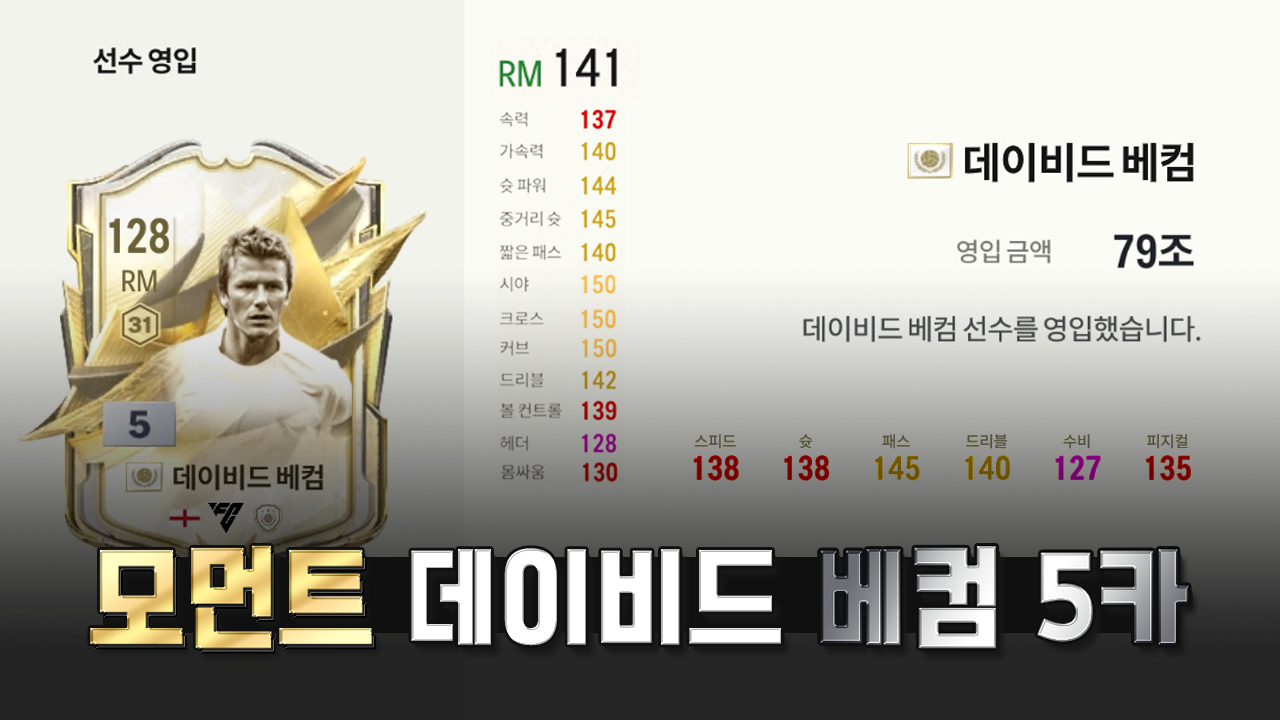 선수 영입
128
RM
31
5
데이비드 베컴
FC
RM 141
속력 137
가속력 140
슛 파워 144
중거리 슛 145
짧은 패스 140
시야 150
크로스 150
커브 150
드리블 142
볼 컨트롤 139
헤더 128
몸싸움 130
데이비드 베컴
영입 금액 79조
데이비드 베컴 선수를 영입했습니다.
스피드 슛 패스 드리블 수비 피지컬
138 138 145 140 127 135
모먼트 데이비드 베컴 5카